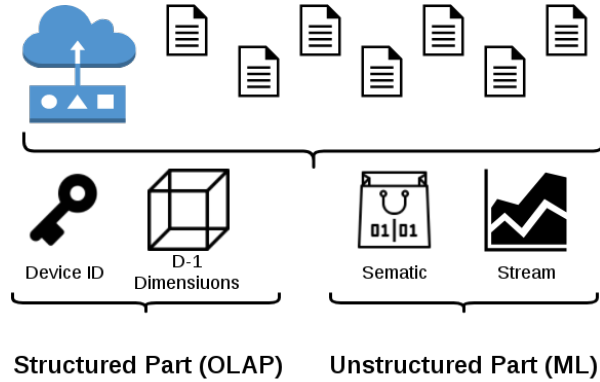 01|01
Device ID
D-1
Dimensiuons
Sematic
Stream
Structured Part (OLAP)
Unstructured Part (ML)